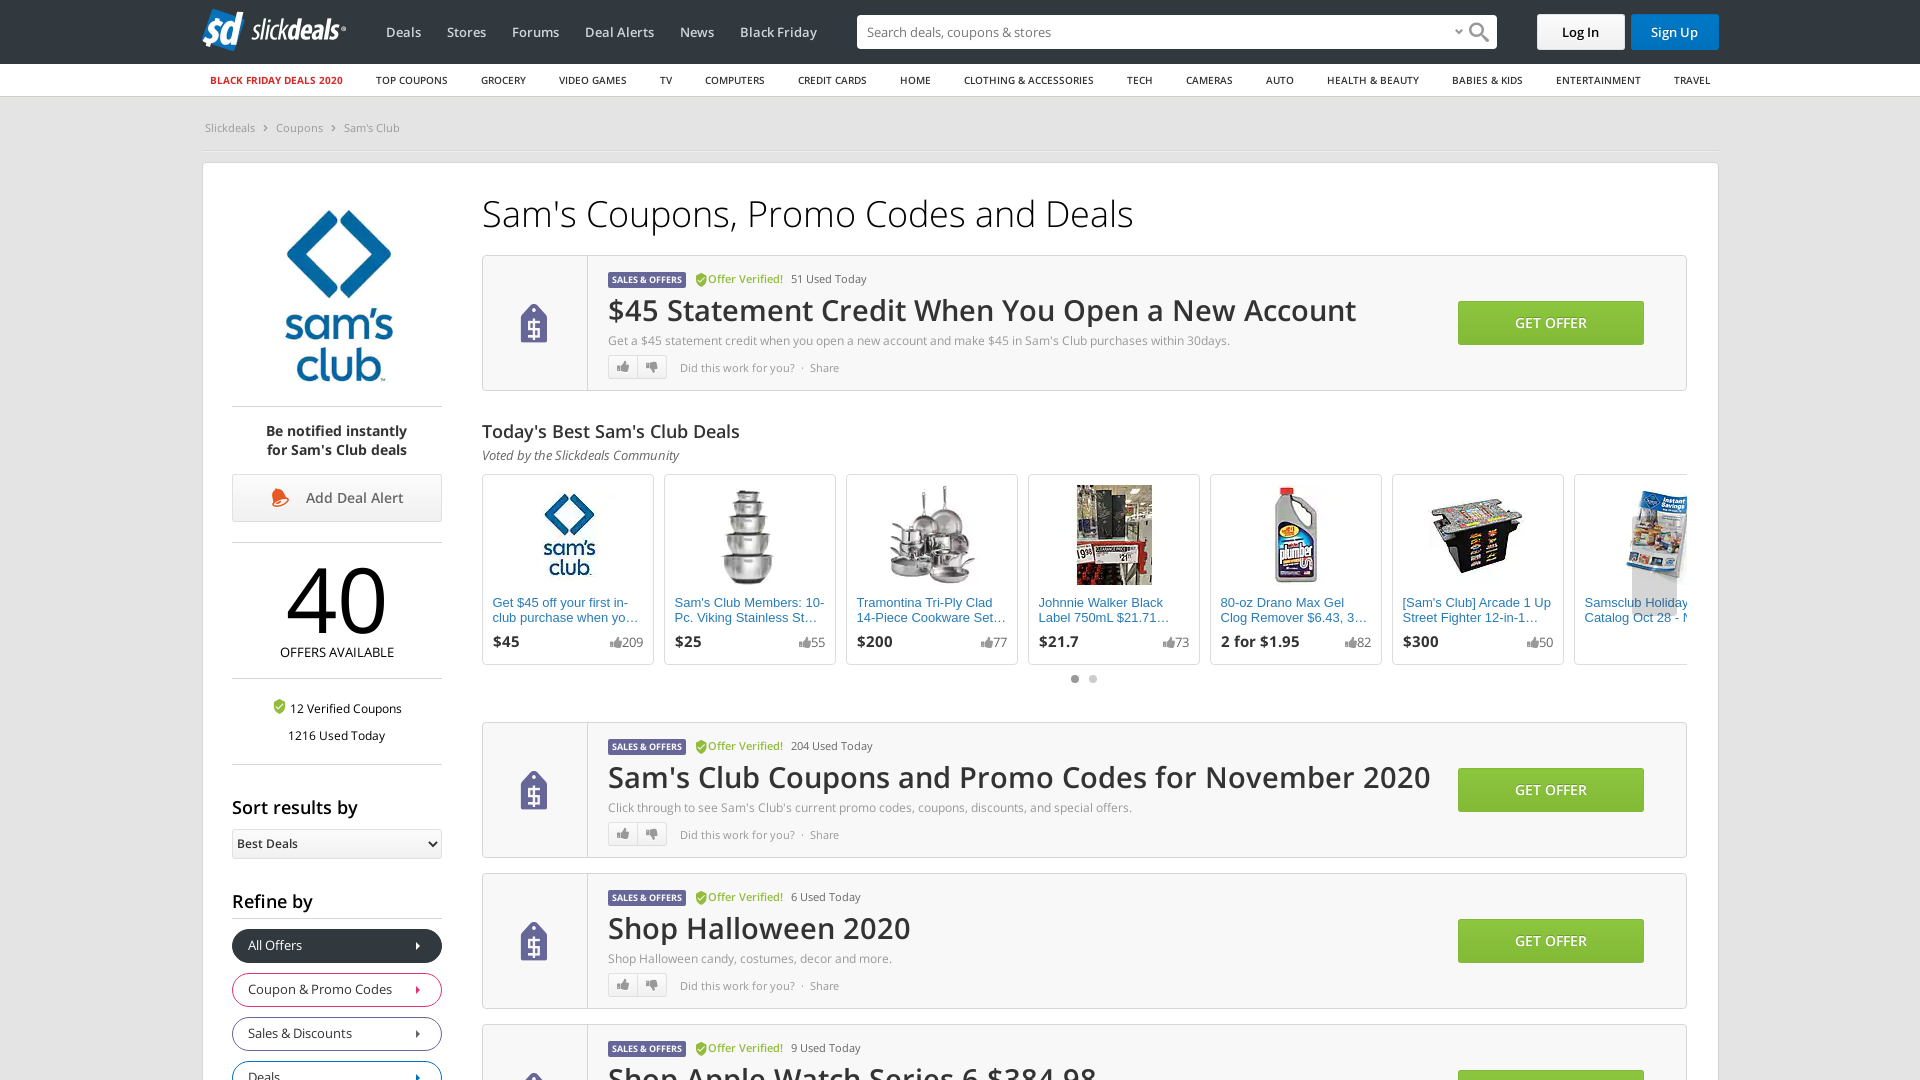 sd slickdeals
Deals
Stores
Forums
Deal Alerts
News
Black Friday
Search deals, coupons & stores
Log In
Sign Up
BLACK FRIDAY DEALS 2020
TOP COUPONS
GROCERY
VIDEO GAMES
TV
COMPUTERS
CREDIT CARDS
HOME
CLOTHING & ACCESSORIES
TECH
CAMERAS
AUTO
HEALTH & BEAUTY
BABIES & KIDS
ENTERTAINMENT
TRAVEL
Slickdeals
Coupons
Sam's Club
sam's
club
Be notified instantly
for Sam's Club deals
Add Deal Alert
40
OFFERS AVAILABLE
12 Verified Coupons
1216 Used Today
Sort results by
Best Deals
Refine by
All Offers
Coupon & Promo Codes
Sales & Discounts
Deals
Sam's Coupons, Promo Codes and Deals
SALES & OFFERS Offer Verified! 51 Used Today
$45 Statement Credit When You Open a New Account
Get a $45 statement credit when you open a new account and make $45 in Sam's Club purchases within 30days.
Did this work for you? · Share
GET OFFER
Today's Best Sam's Club Deals
Voted by the Slickdeals Community
sam's
club
Get $45 off your first in-
club purchase when yo…
$45 209
Sam's Club Members: 10-
Pc. Viking Stainless St…
$25 55
Tramontina Tri-Ply Clad
14-Piece Cookware Set…
$200 77
Johnnie Walker Black
Label 750mL $21.71…
$21.7 73
80-oz Drano Max Gel
Clog Remover $6.43, 3…
2 for $1.95 82
[Sam's Club] Arcade 1 Up
Street Fighter 12-in-1…
$300 50
Samsclub Holiday
Catalog Oct 28 -
SALES & OFFERS Offer Verified! 204 Used Today
Sam's Club Coupons and Promo Codes for November 2020
Click through to see Sam's Club's current promo codes, coupons, discounts, and special offers.
Did this work for you? · Share
GET OFFER
SALES & OFFERS Offer Verified! 6 Used Today
Shop Halloween 2020
Shop Halloween candy, costumes, decor and more.
Did this work for you? · Share
GET OFFER
SALES & OFFERS Offer Verified! 9 Used Today
Shop Apple Watch Series 6 $384.98